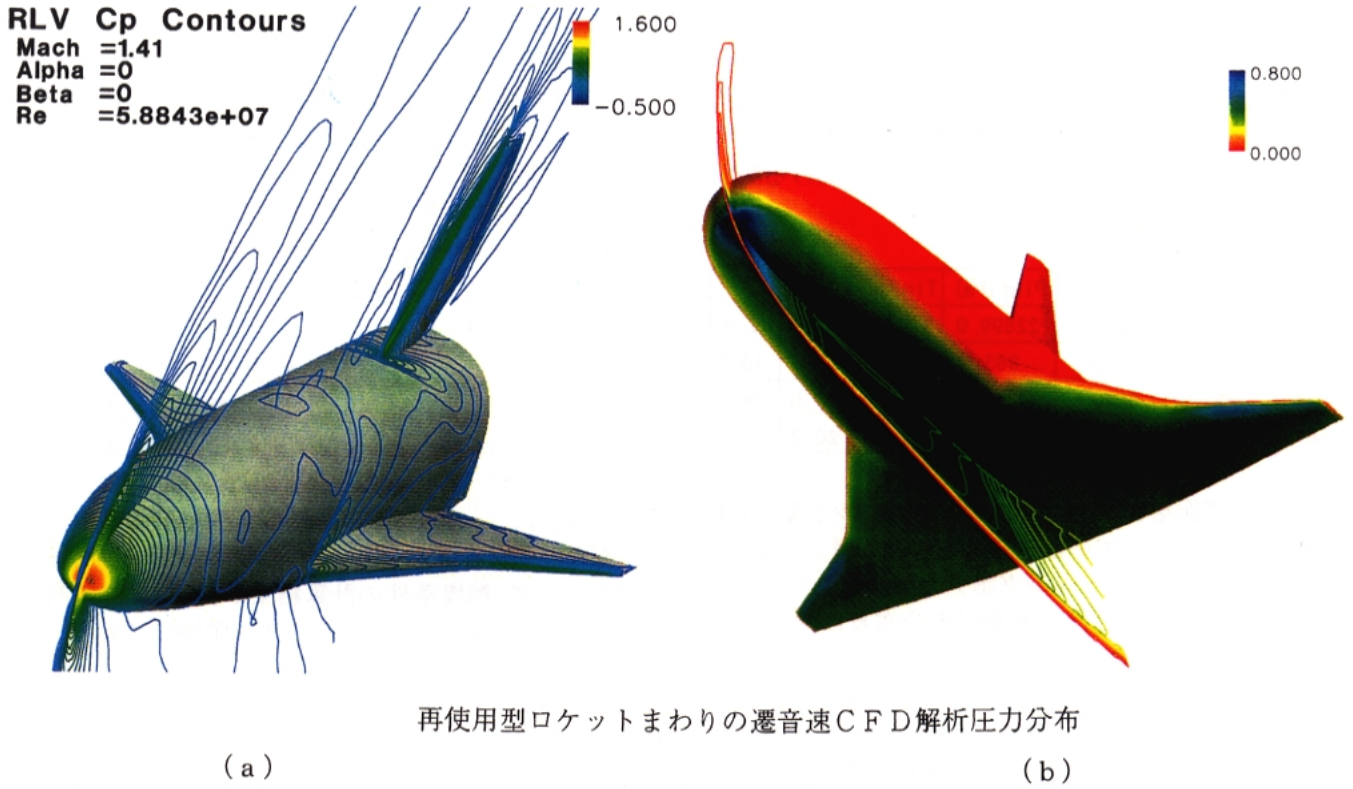 RLV Cp Contours
Mach =1.41
Alpha =0
Beta =0
Re =5.8843e+07
1.600
-0.500
0.800
0.000
再使用型ロケットまわりの遷音速CFD解析圧力分布
(a)
(b)